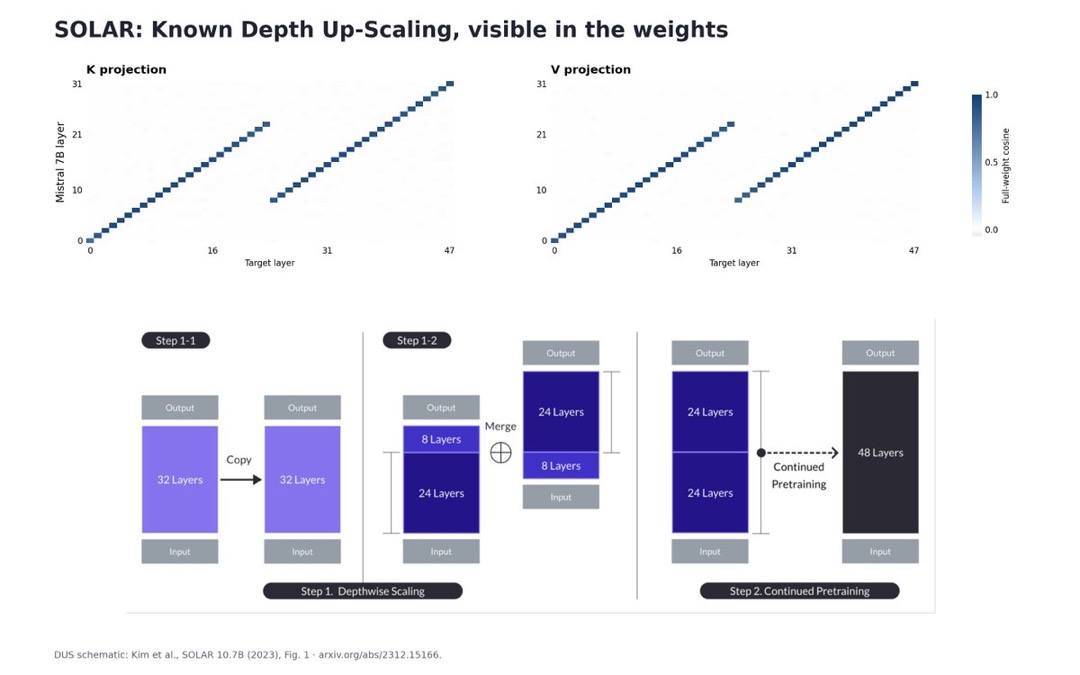 SOLAR: Known Depth Up-Scaling, visible in the weights
K projection
31
21
10
0
Mistral 7B layer
0
16
31
47
Target layer
V projection
31
21
10
0
0
16
31
47
Target layer
1.0
0.5
0.0
Full-weight cosine
Step 1-1
Output
32 Layers
Input
Copy
Output
32 Layers
Input
Step 1-2
Output
8 Layers
24 Layers
Input
Merge
Output
24 Layers
8 Layers
Input
Step 1. Depthwise Scaling
Output
24 Layers
24 Layers
Input
Continued
Pretraining
Output
48 Layers
Input
Step 2. Continued Pretraining
DUS schematic: Kim et al., SOLAR 10.7B (2023), Fig. 1 · arxiv.org/abs/2312.15166.